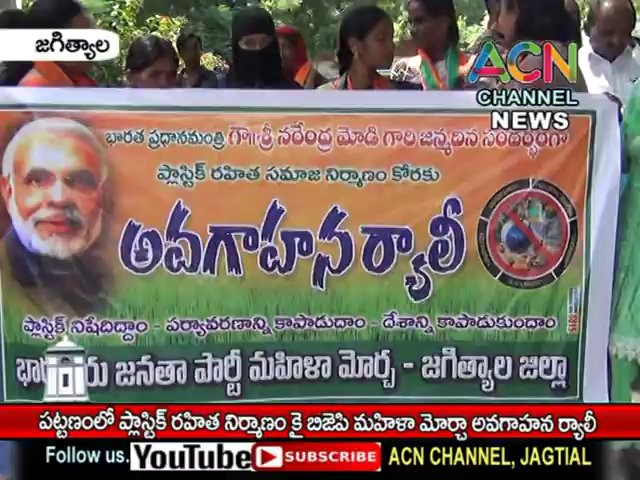 జగిత్యాల
ACN
CHANNEL
NEWS
భారత ప్రధానమంత్రి గౌ౹౹శ్రీ నరేంద్ర మోడి గారి జన్మదిన సందర్భంగా
ప్లాస్టిక్ రహిత సమాజ నిర్మాణం కోరకు
అవగాహన ర్యాలీ
ప్లాస్టిక్ నిషేదిద్దాం - పర్యావరణాన్ని కాపాడుదాం - దేశాన్ని కాపాడుకుందాం
జనతా పార్టీ మహిళా మోర్చ - జగిత్యాల జిల్లా
పట్టణంలో ప్లాస్టిక్ రహిత నిర్మాణం కై బిజెపి మహిళా మోర్చా అవగాహన ర్యాలీ
Follow us. YouTube SUBSCRIBE ACN CHANNEL, JAGTIAL